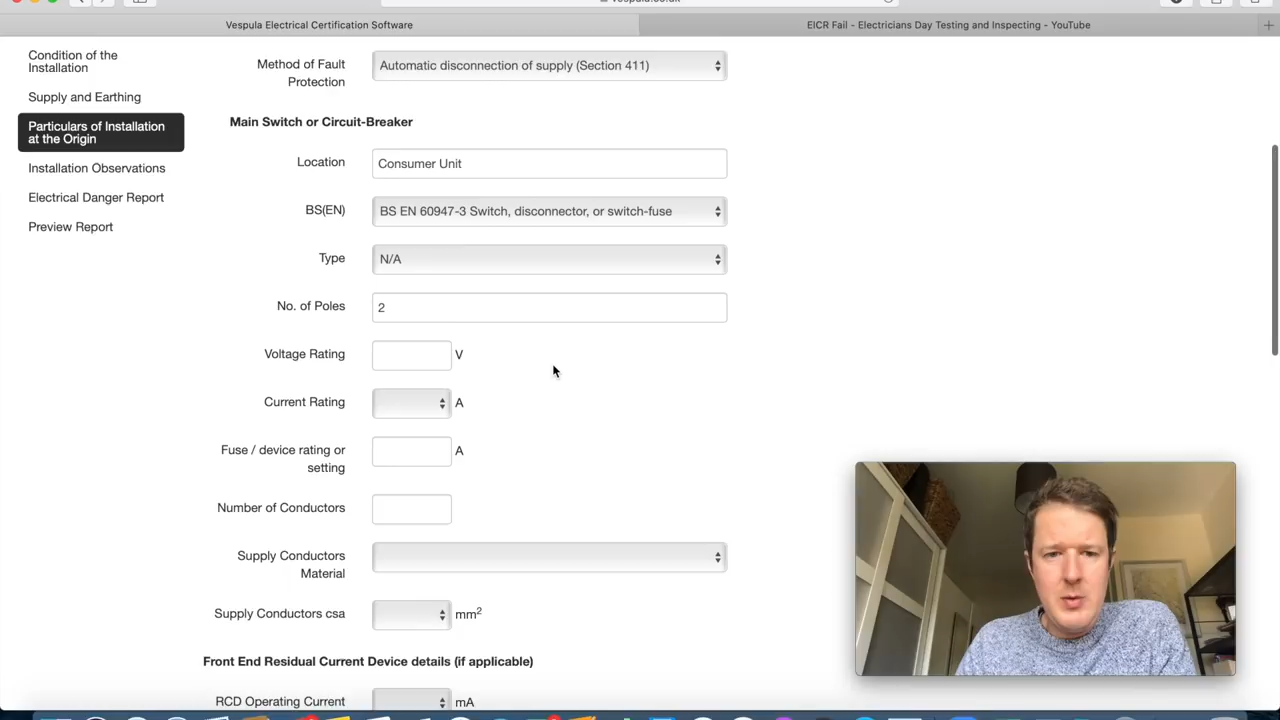 Vespula Electrical Certification Software
EICR Fail - Electricians Day Testing and Inspecting - YouTube
Condition of the
Installation
Supply and Earthing
Particulars of Installation
at the Origin
Installation Observations
Electrical Danger Report
Preview Report
Method of Fault
Protection
Automatic disconnection of supply (Section 411)
Main Switch or Circuit-Breaker
Location
Consumer Unit
BS(EN)
BS EN 60947-3 Switch, disconnector, or switch-fuse
Type
N/A
No. of Poles
2
Voltage Rating
V
Current Rating
A
Fuse / device rating or
setting
A
Number of Conductors
Supply Conductors
Material
Supply Conductors csa
mm²
Front End Residual Current Device details (if applicable)
RCD Operating Current
mA